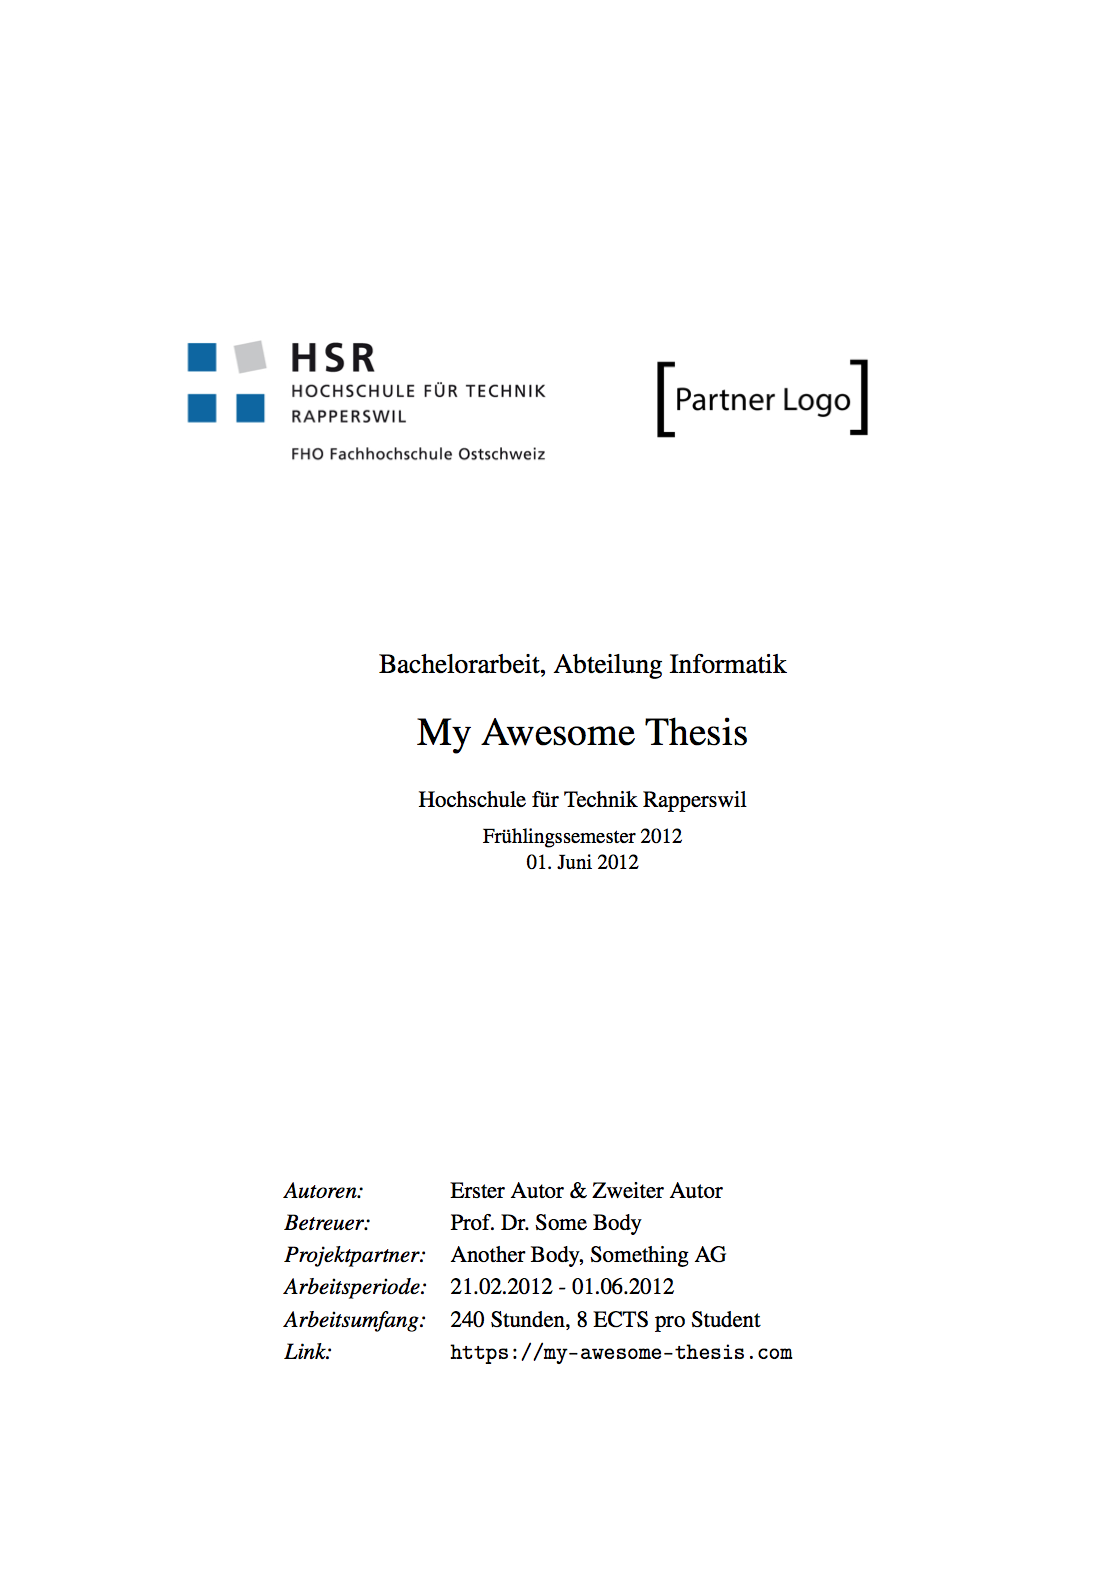 HSR
HOCHSCHULE FÜR TECHNIK
RAPPERSWIL
FHO Fachhochschule Ostschweiz
[Partner Logo]
Bachelorarbeit, Abteilung Informatik
My Awesome Thesis
Hochschule für Technik Rapperswil
Frühlingssemester 2012
01. Juni 2012
Autoren: Erster Autor & Zweiter Autor
Betreuer: Prof. Dr. Some Body
Projektpartner: Another Body, Something AG
Arbeitsperiode: 21.02.2012 - 01.06.2012
Arbeitsumfang: 240 Stunden, 8 ECTS pro Student
Link: https://my-awesome-thesis.com